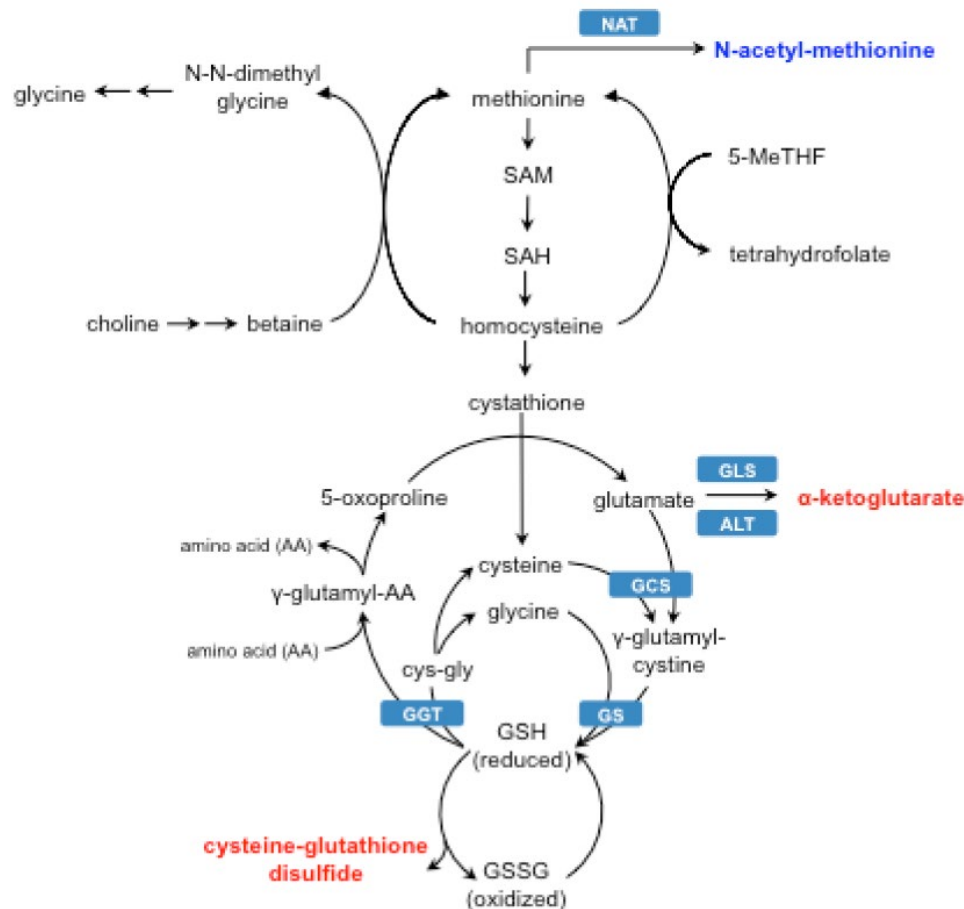 NAT
N-acetyl-methionine
N-N-dimethyl
glycine
glycine
methionine
5-MeTHF
SAM
SAH
tetrahydrofolate
choline
betaine
homocysteine
cystathione
GLS
5-oxoproline
glutamate
α-ketoglutarate
ALT
amino acid (AA)
cysteine
GCS
γ-glutamyl-AA
glycine
γ-glutamyl-
cystine
amino acid (AA)
cys-gly
GGT
GS
GSH
(reduced)
cysteine-glutathione
disulfide
GSSG
(oxidized)